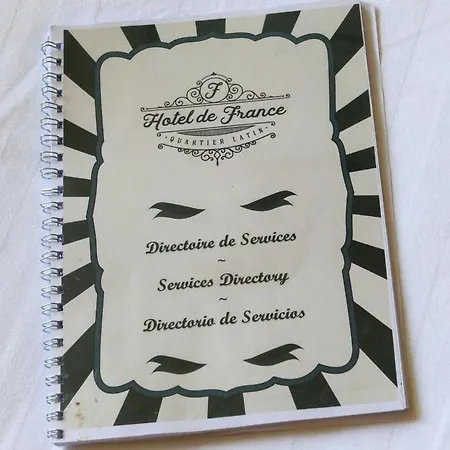 F
Hotel de France
QUARTIER LATIN
Directoire de Services
~
Services Directory
~
Directorio de Servicios